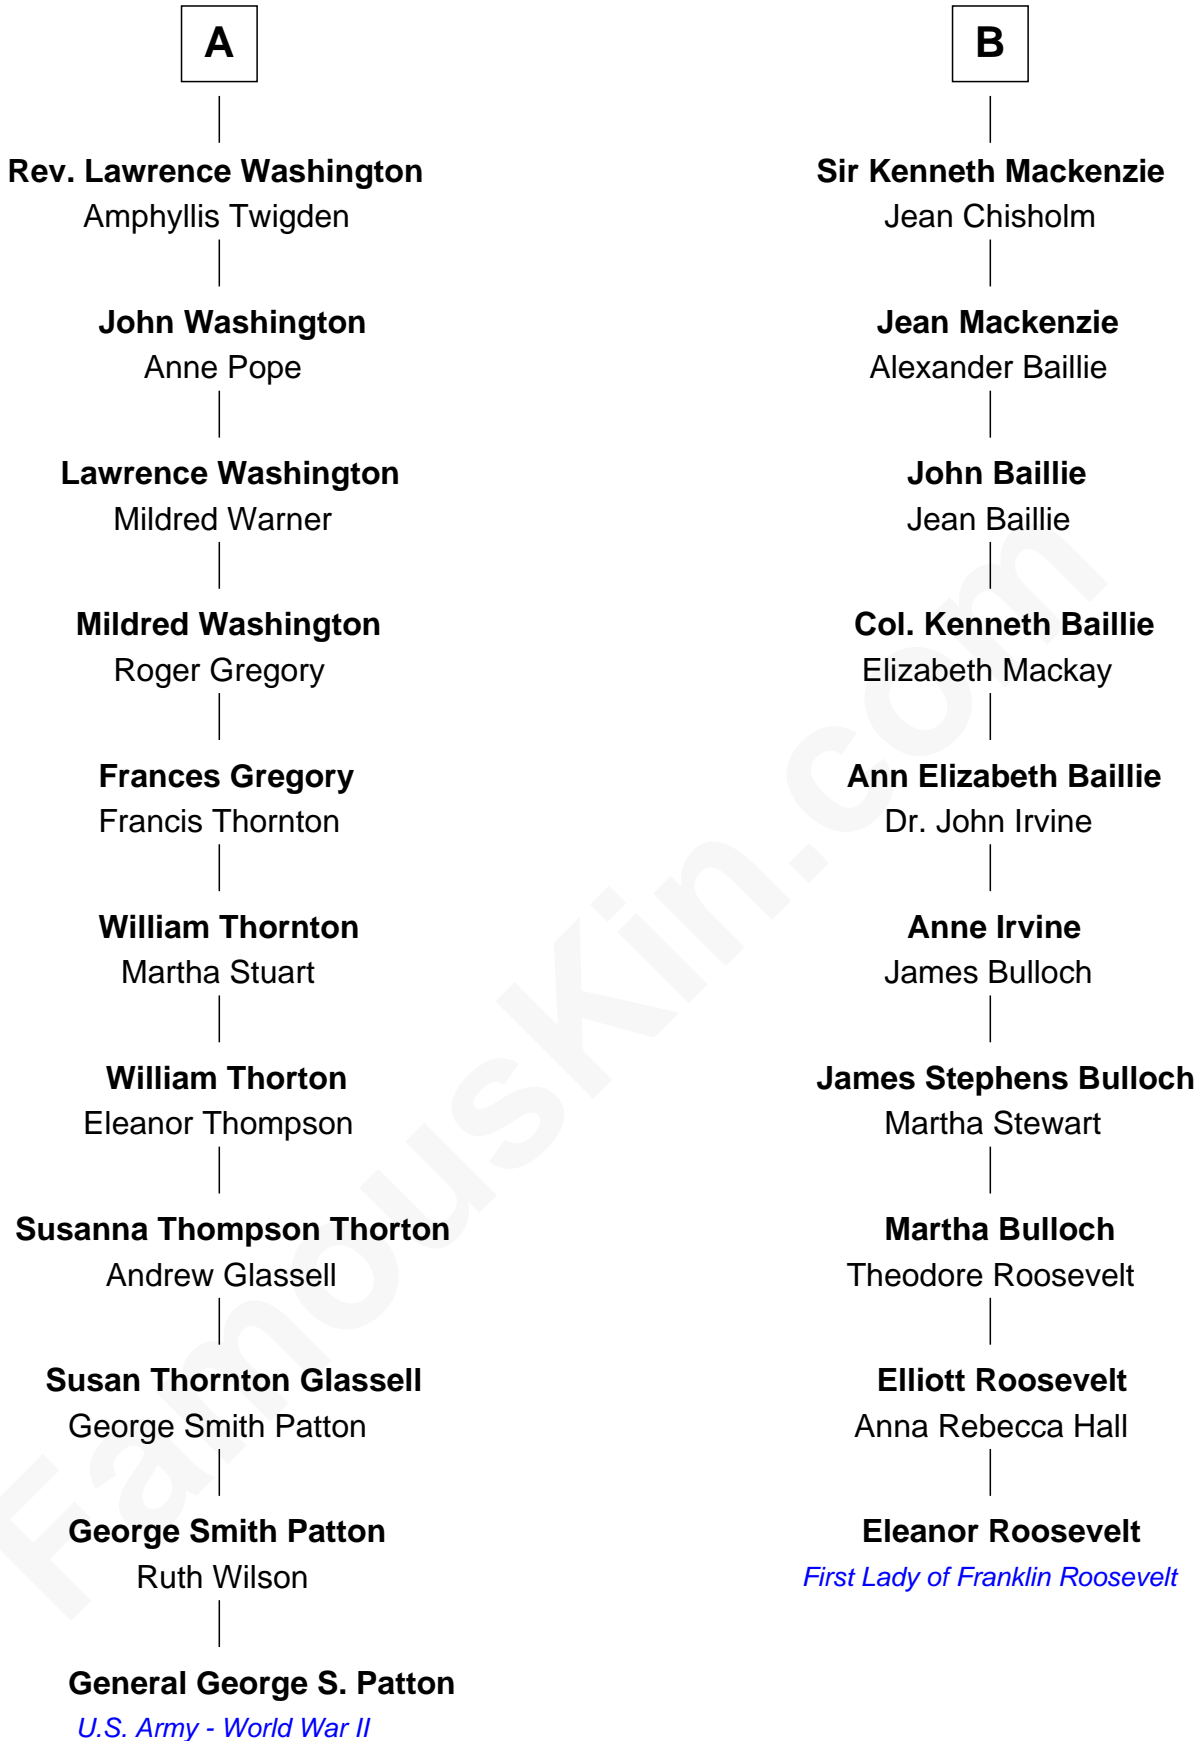 A
Rev. Lawrence Washington
Amphyllis Twigden
John Washington
Anne Pope
Lawrence Washington
Mildred Warner
Mildred Washington
Roger Gregory
Frances Gregory
Francis Thornton
William Thornton
Martha Stuart
William Thorton
Eleanor Thompson
Susanna Thompson Thorton
Andrew Glassell
Susan Thornton Glassell
George Smith Patton
George Smith Patton
Ruth Wilson
General George S. Patton
U.S. Army - World War II
B
Sir Kenneth Mackenzie
Jean Chisholm
Jean Mackenzie
Alexander Baillie
John Baillie
Jean Baillie
Col. Kenneth Baillie
Elizabeth Mackay
Ann Elizabeth Baillie
Dr. John Irvine
Anne Irvine
James Bulloch
James Stephens Bulloch
Martha Stewart
Martha Bulloch
Theodore Roosevelt
Elliott Roosevelt
Anna Rebecca Hall
Eleanor Roosevelt
First Lady of Franklin Roosevelt
FamousKin.com